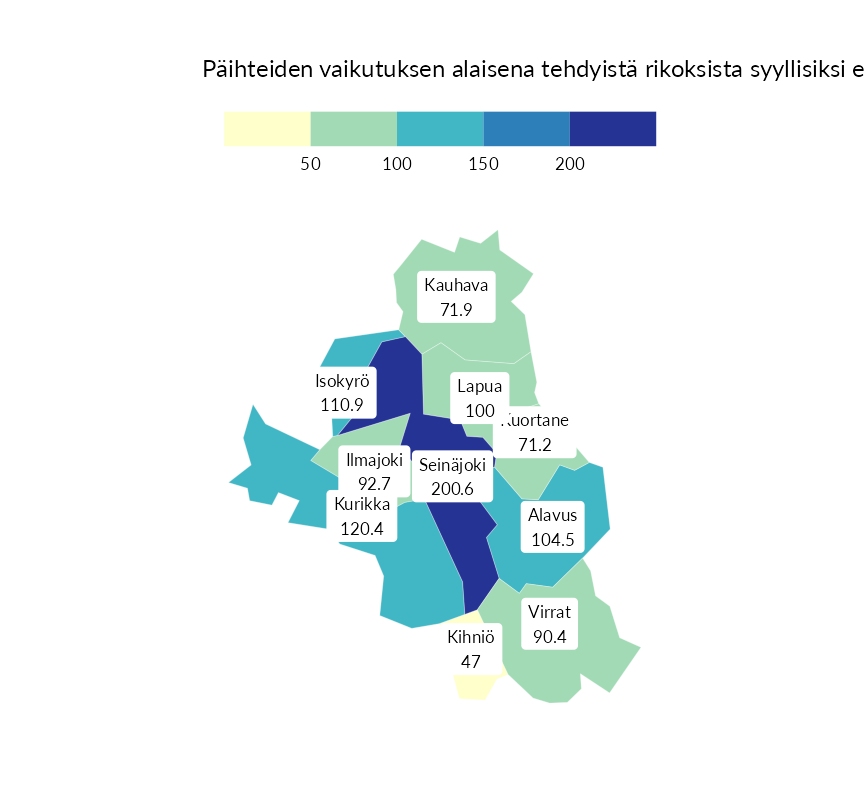 Päihteiden vaikutuksen alaisena tehdyistä rikoksista syyllisiksi e
50 100 150 200
Kauhava
71.9
Isokyrö
110.9
Lapua
100
Kuortane
71.2
Ilmajoki
92.7
Seinäjoki
200.6
Kurikka
120.4
Alavus
104.5
Virrat
90.4
Kihniö
47